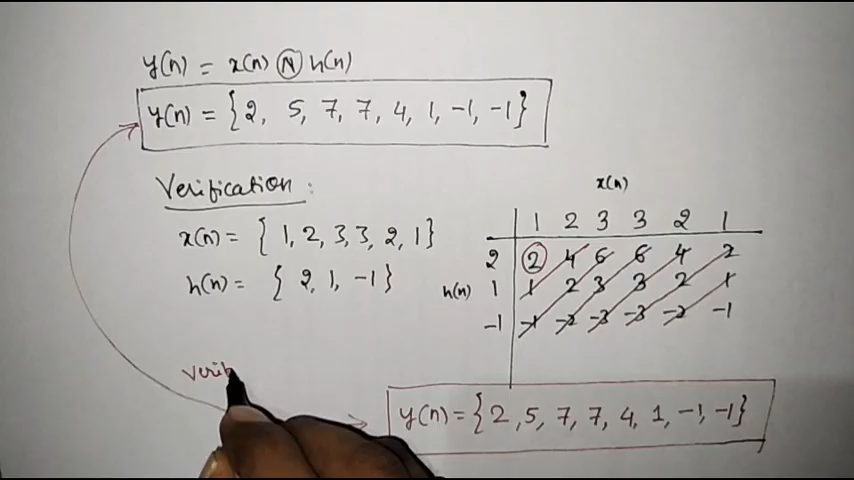 y(n) = x(n) Ⓝ h(n)
y(n) = {2, 5, 7, 7, 4, 1, -1, -1}
Verification :
x(n) = { 1, 2, 3, 3, 2, 1}
h(n) = { 2, 1, -1}
x(n)
1 2 3 3 2 1
2 2 4 6 6 4 2
h(n) 1 1 2 3 3 2 1
-1 -1 -2 -3 -3 -2 -1
y(n) = {2, 5, 7, 7, 4, 1, -1, -1}